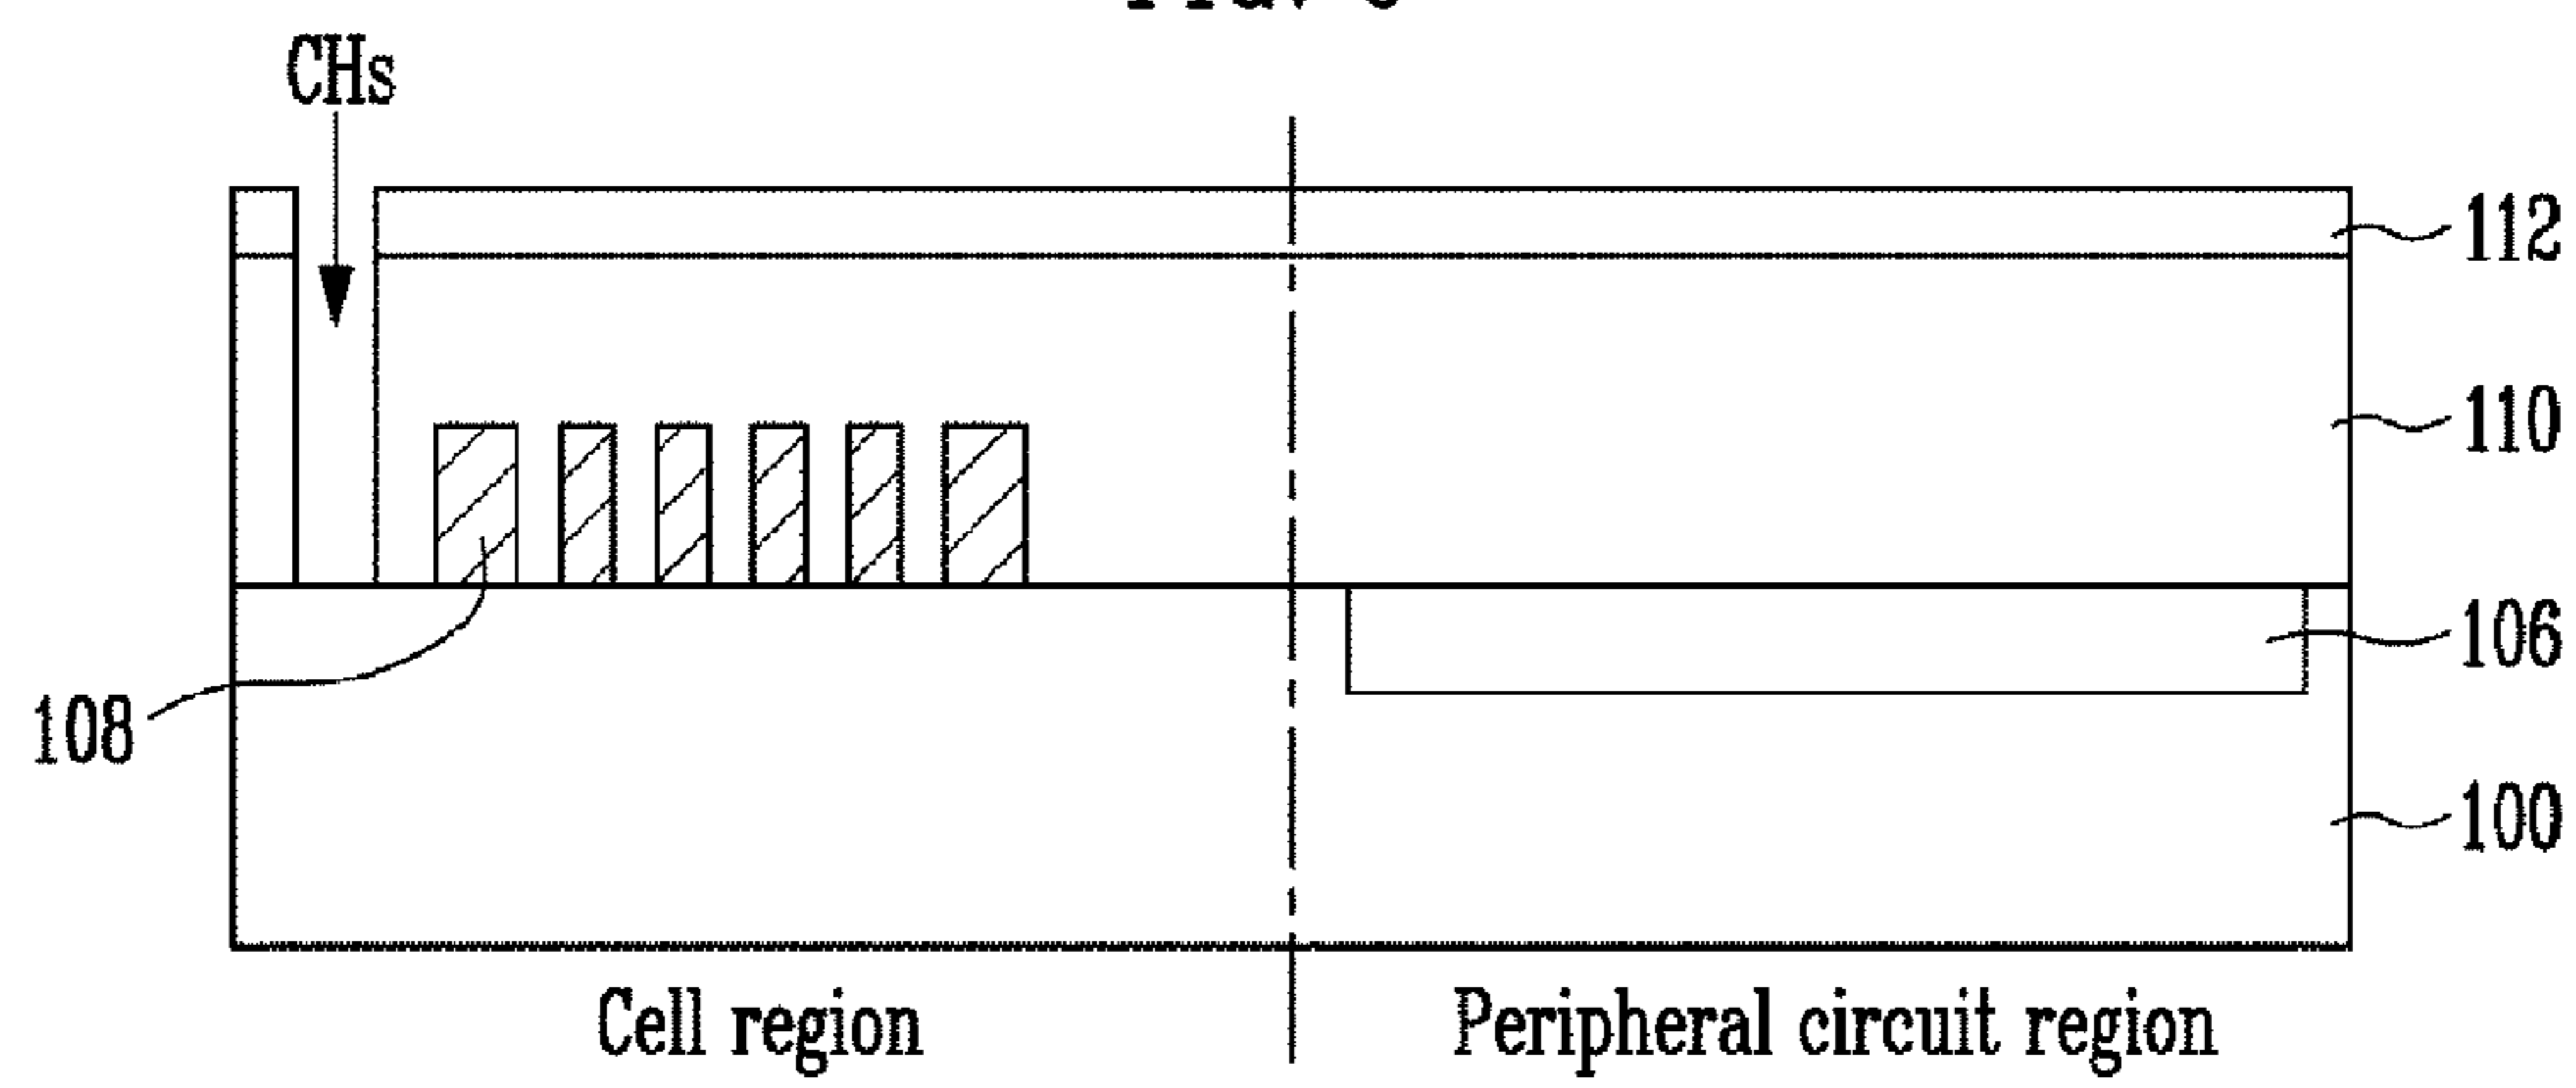 CHs
112
110
106
108
100
Cell region
Peripheral circuit region